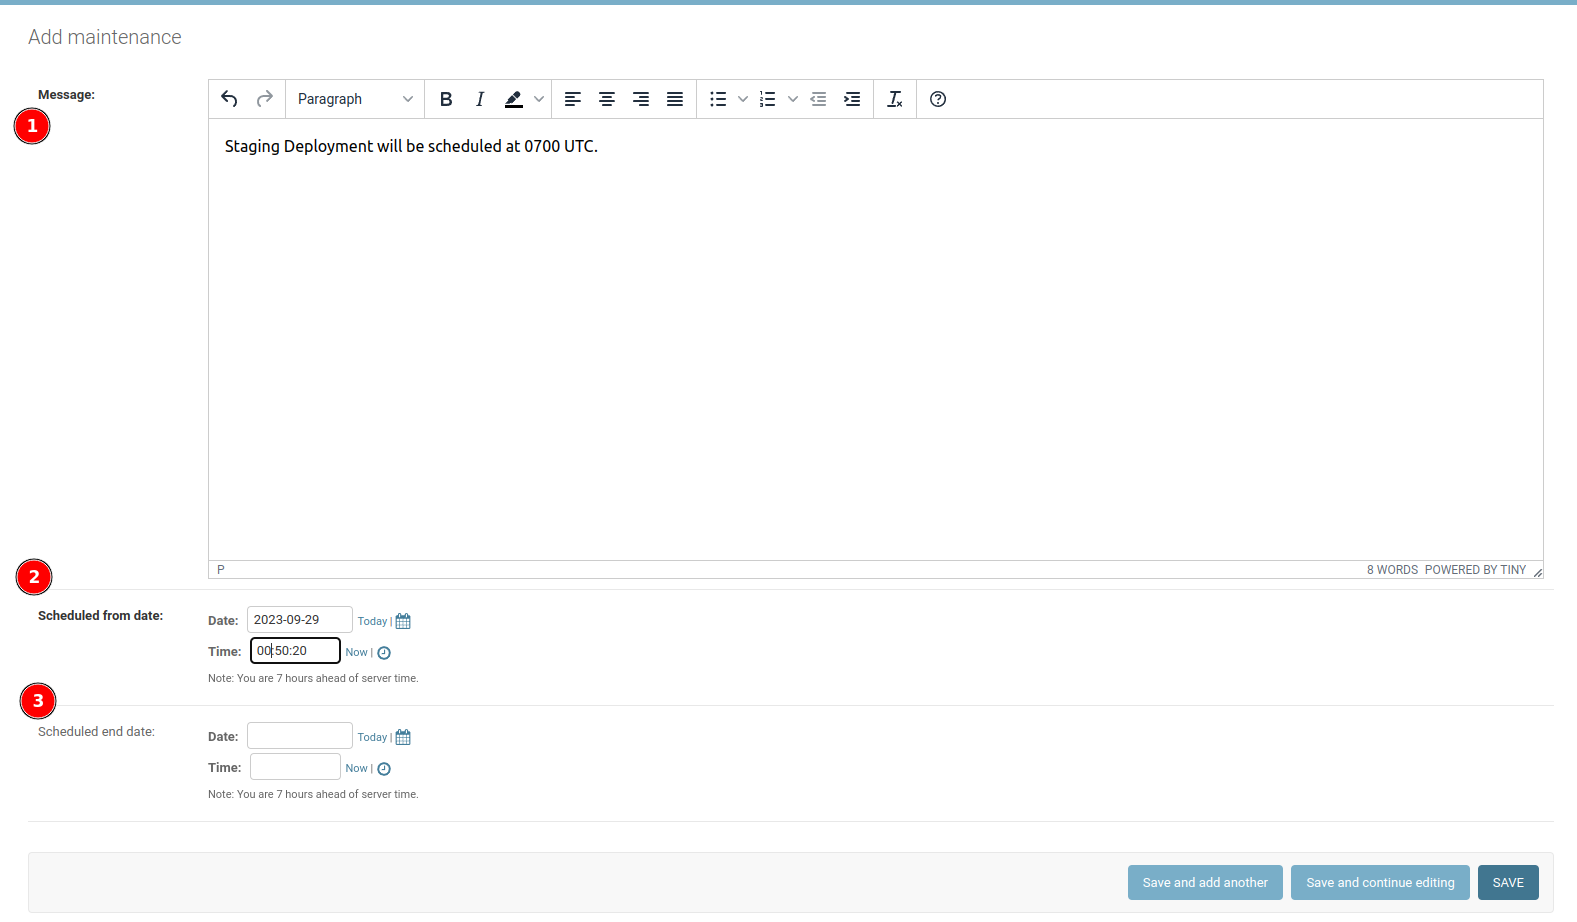 Add maintenance
Message:
1
Paragraph
B I
Staging Deployment will be scheduled at 0700 UTC.
P
8 WORDS POWERED BY TINY
2
Scheduled from date:
Date: 2023-09-29 Today |
Time: 00:50:20 Now |
Note: You are 7 hours ahead of server time.
3
Scheduled end date:
Date: Today |
Time: Now |
Note: You are 7 hours ahead of server time.
Save and add another Save and continue editing SAVE